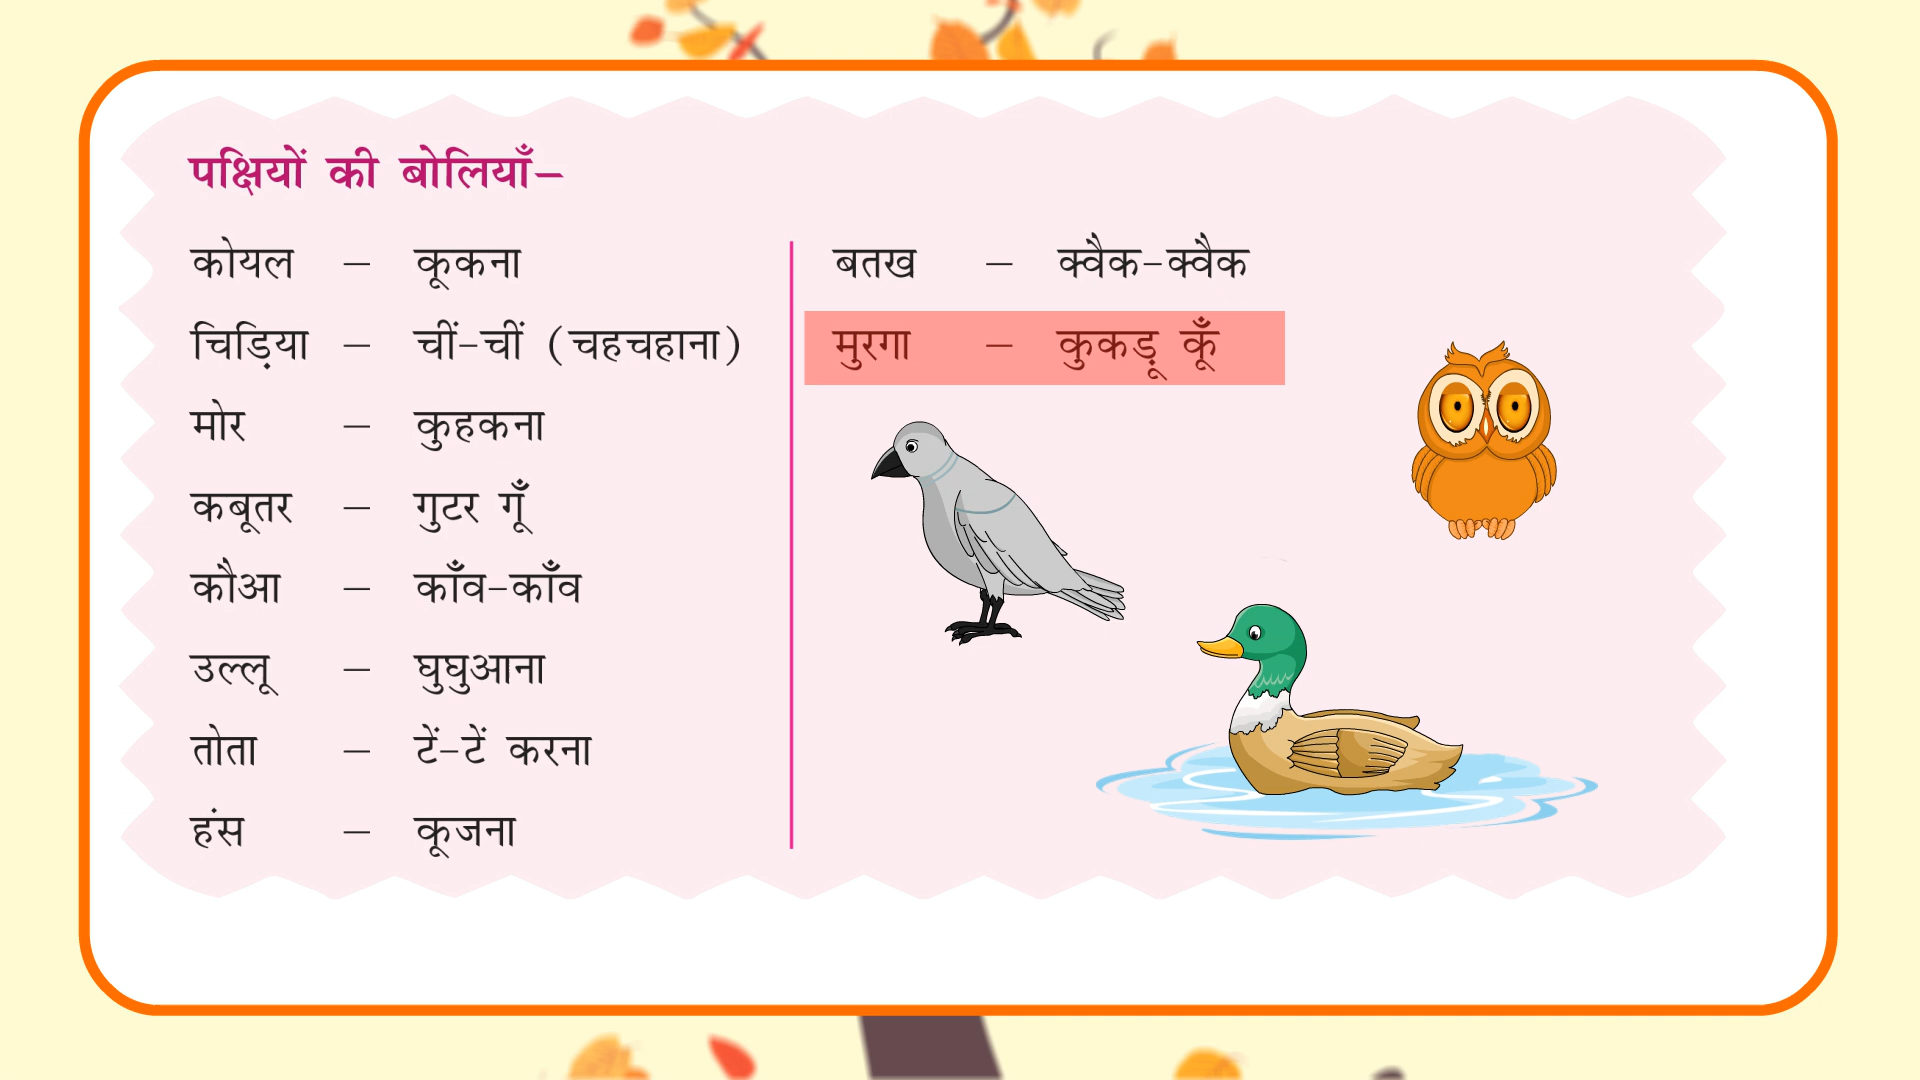 पक्षियों की बोलियाँ–
कोयल – कूकना
चिड़िया – चीं-चीं (चहचहाना)
मोर – कुहकना
कबूतर – गुटर गूँ
कौआ – काँव-काँव
उल्लू – घुघुआना
तोता – टें-टें करना
हंस – कूजना
बतख – क्वैक-क्वैक
मुरगा – कुकड़ू कूँ